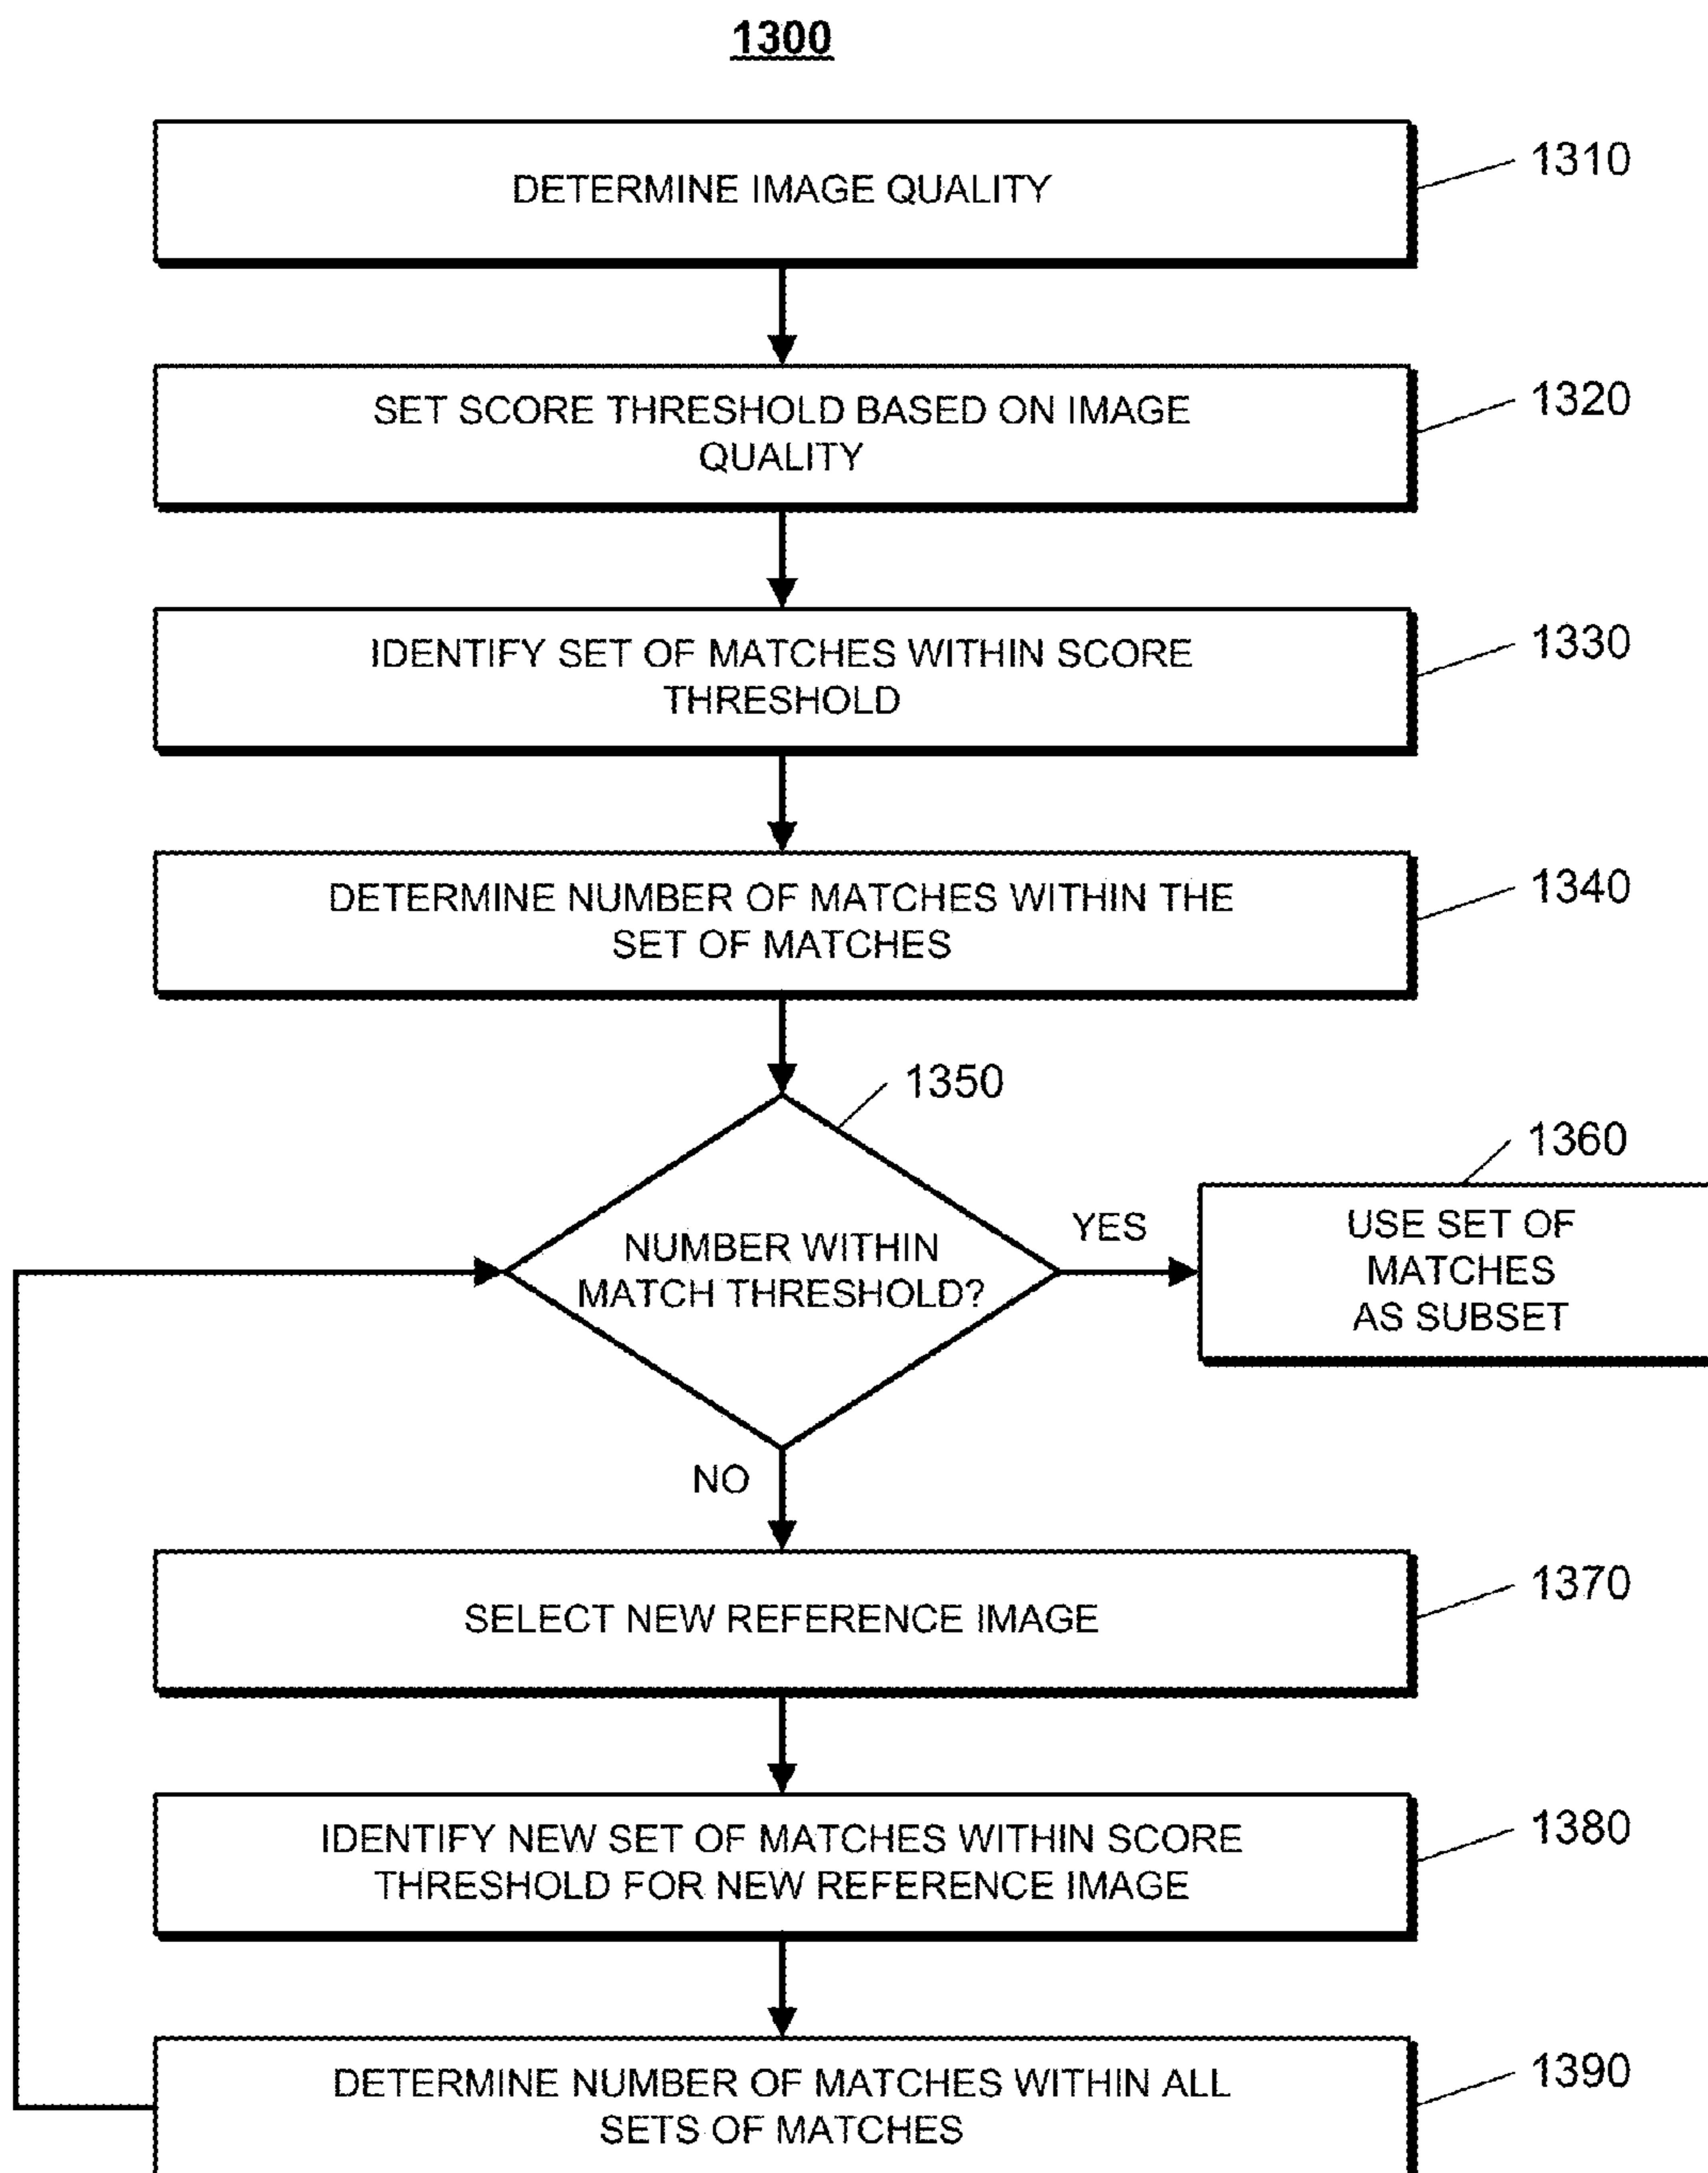 1300
DETERMINE IMAGE QUALITY
1310
SET SCORE THRESHOLD BASED ON IMAGE
QUALITY
1320
IDENTIFY SET OF MATCHES WITHIN SCORE
THRESHOLD
1330
DETERMINE NUMBER OF MATCHES WITHIN THE
SET OF MATCHES
1340
1350
NUMBER WITHIN
MATCH THRESHOLD?
YES
1360
USE SET OF
MATCHES
AS SUBSET
NO
SELECT NEW REFERENCE IMAGE
1370
IDENTIFY NEW SET OF MATCHES WITHIN SCORE
THRESHOLD FOR NEW REFERENCE IMAGE
1380
DETERMINE NUMBER OF MATCHES WITHIN ALL
SETS OF MATCHES
1390